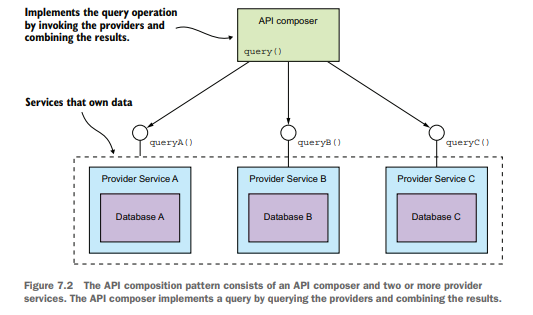 Implements the query operation
by invoking the providers and
combining the results.
API composer
query()
Services that own data
queryA()
queryB()
queryC()
Provider Service A
Provider Service B
Provider Service C
Database A
Database B
Database C
Figure 7.2 The API composition pattern consists of an API composer and two or more provider
services. The API composer implements a query by querying the providers and combining the results.